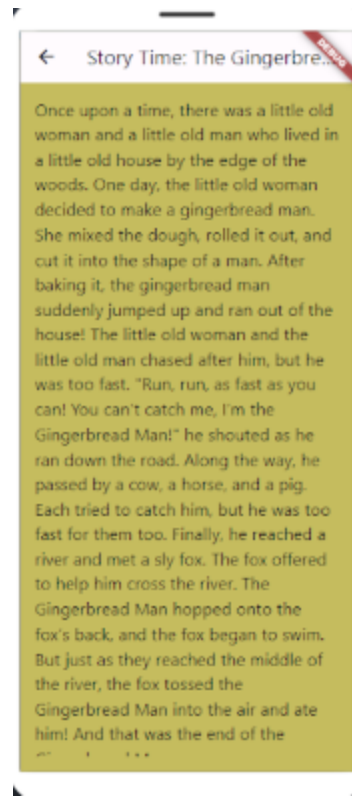 Story Time: The Gingerbre...
DEBUG
Once upon a time, there was a little old
woman and a little old man who lived in
a little old house by the edge of the
woods. One day, the little old woman
decided to make a gingerbread man.
She mixed the dough, rolled it out, and
cut it into the shape of a man. After
baking it, the gingerbread man
suddenly jumped up and ran out of the
house! The little old woman and the
little old man chased after him, but he
was too fast. "Run, run, as fast as you
can! You can't catch me, I'm the
Gingerbread Man!" he shouted as he
ran down the road. Along the way, he
passed by a cow, a horse, and a pig.
Each tried to catch him, but he was too
fast for them too. Finally, he reached a
river and met a sly fox. The fox offered
to help him cross the river. The
Gingerbread Man hopped onto the
fox's back, and the fox began to swim.
But just as they reached the middle of
the river, the fox tossed the
Gingerbread Man into the air and ate
him! And that was the end of the